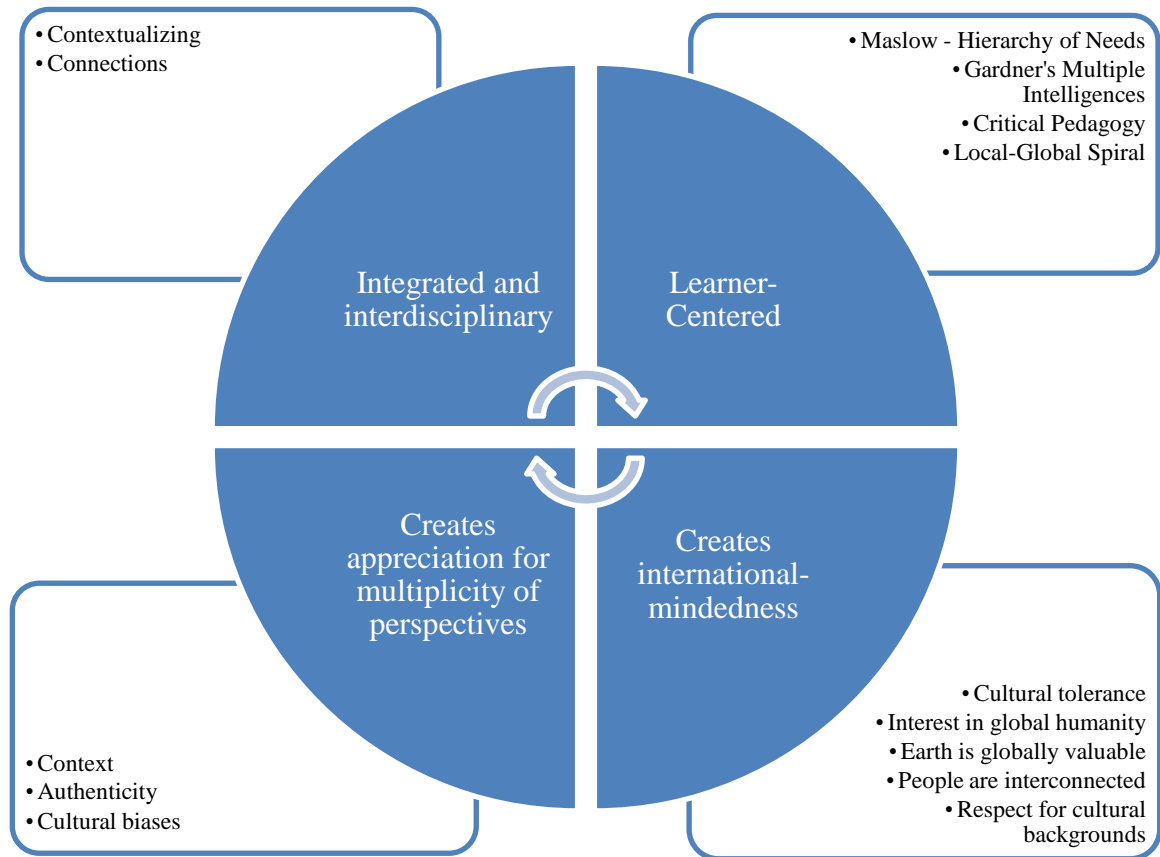 • Contextualizing
• Connections
• Maslow - Hierarchy of Needs
• Gardner's Multiple
Intelligences
• Critical Pedagogy
• Local-Global Spiral
Integrated and
interdisciplinary
Learner-
Centered
Creates
appreciation for
multiplicity of
perspectives
Creates
international-
mindedness
• Context
• Authenticity
• Cultural biases
• Cultural tolerance
• Interest in global humanity
• Earth is globally valuable
• People are interconnected
• Respect for cultural
backgrounds